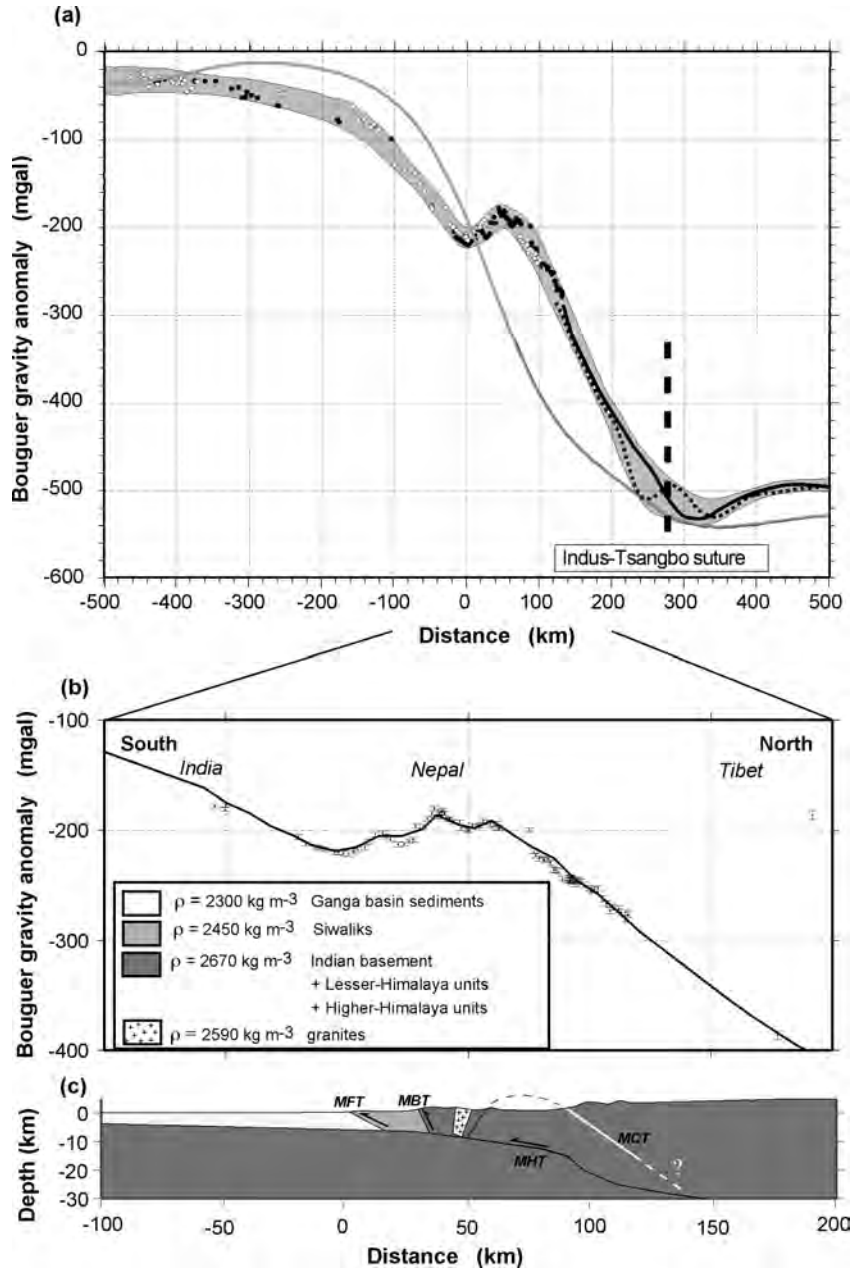 (a)
Bouguer gravity anomaly (mgal)
0
-100
-200
-300
-400
-500
-600
Indus-Tsangbo suture
-500 -400 -300 -200 -100 0 100 200 300 400 500
Distance (km)
(b)
Bouguer gravity anomaly (mgal)
-100
-200
-300
-400
South North
India Nepal Tibet
ρ = 2300 kg m-3 Ganga basin sediments
ρ = 2450 kg m-3 Siwaliks
ρ = 2670 kg m-3 Indian basement
+ Lesser-Himalaya units
+ Higher-Himalaya units
ρ = 2590 kg m-3 granites
-50 0 50 150
(c)
Depth (km)
0
-10
-20
-30
MFT MBT
MCT
MHT
?
-100 0 50 100 150 200
Distance (km)